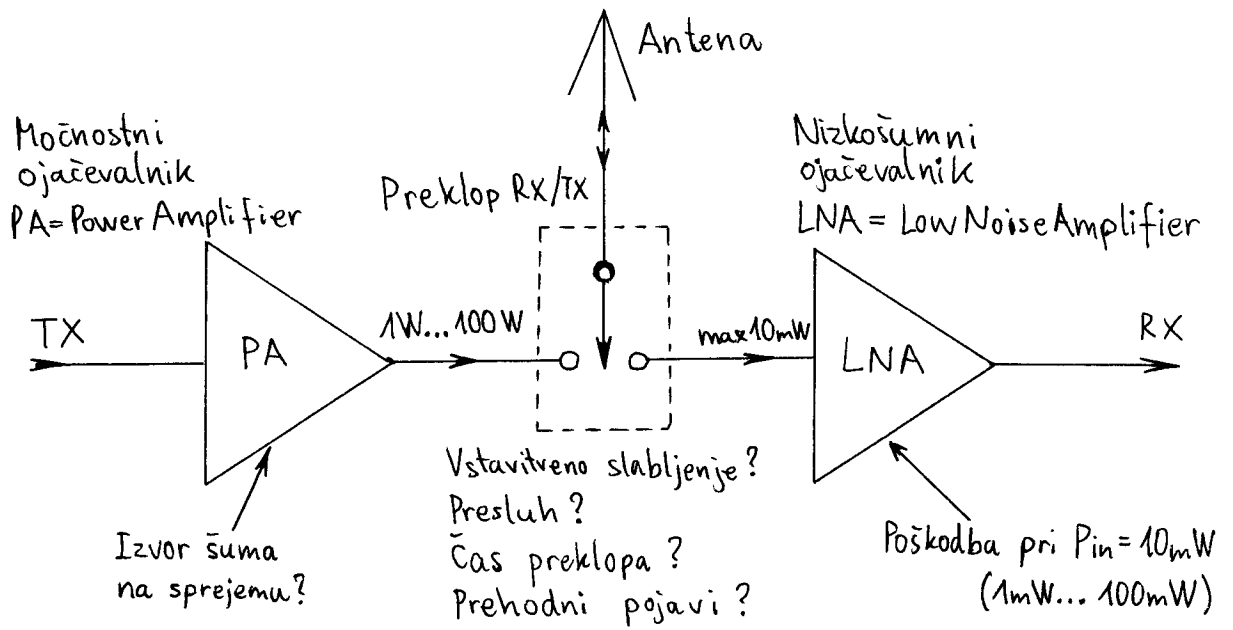 Antena
Močnostni
ojačevalnik
PA=Power Amplifier
Preklop RX/TX
Nizkošumni
ojačevalnik
LNA = Low Noise Amplifier
TX
PA
1W...100W
max10mW
LNA
RX
Vstavitveno slabljenje?
Presluh?
Čas preklopa?
Prehodni pojavi?
Izvor šuma
na sprejemu?
Poškodba pri Pin=10mW
(1mW...100mW)